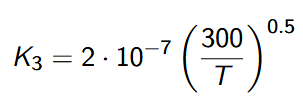 K₃ = 2 · 10⁻⁷ (300/T)^0.5